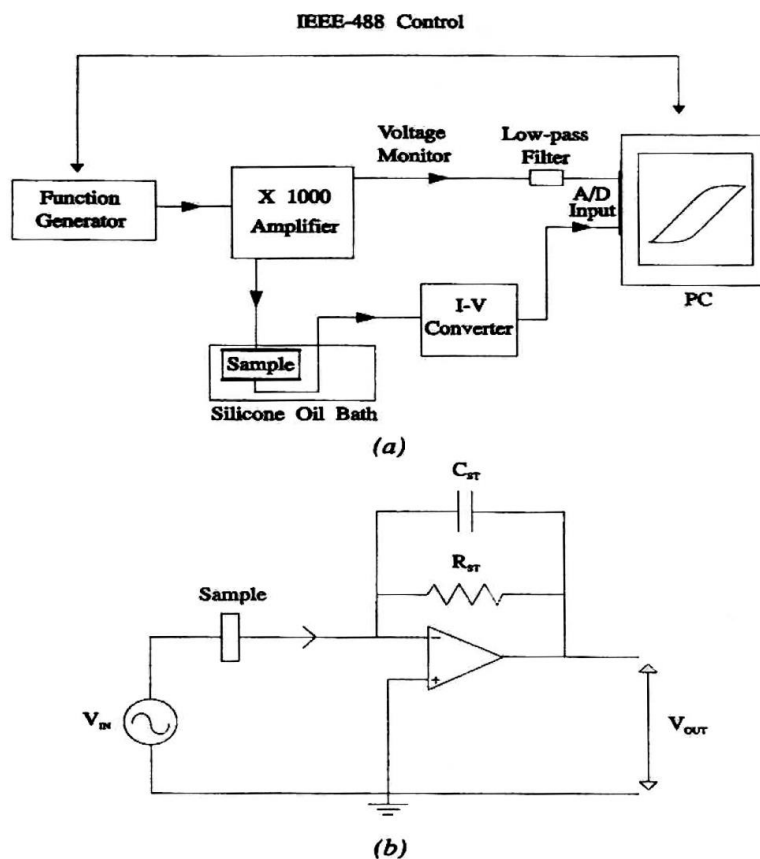 IEEE-488 Control
Voltage
Monitor
Low-pass
Filter
Function
Generator
X 1000
Amplifier
A/D
Input
I-V
Converter
PC
Sample
Silicone Oil Bath
(a)
C_ST
R_ST
Sample
V_IN
V_OUT
(b)